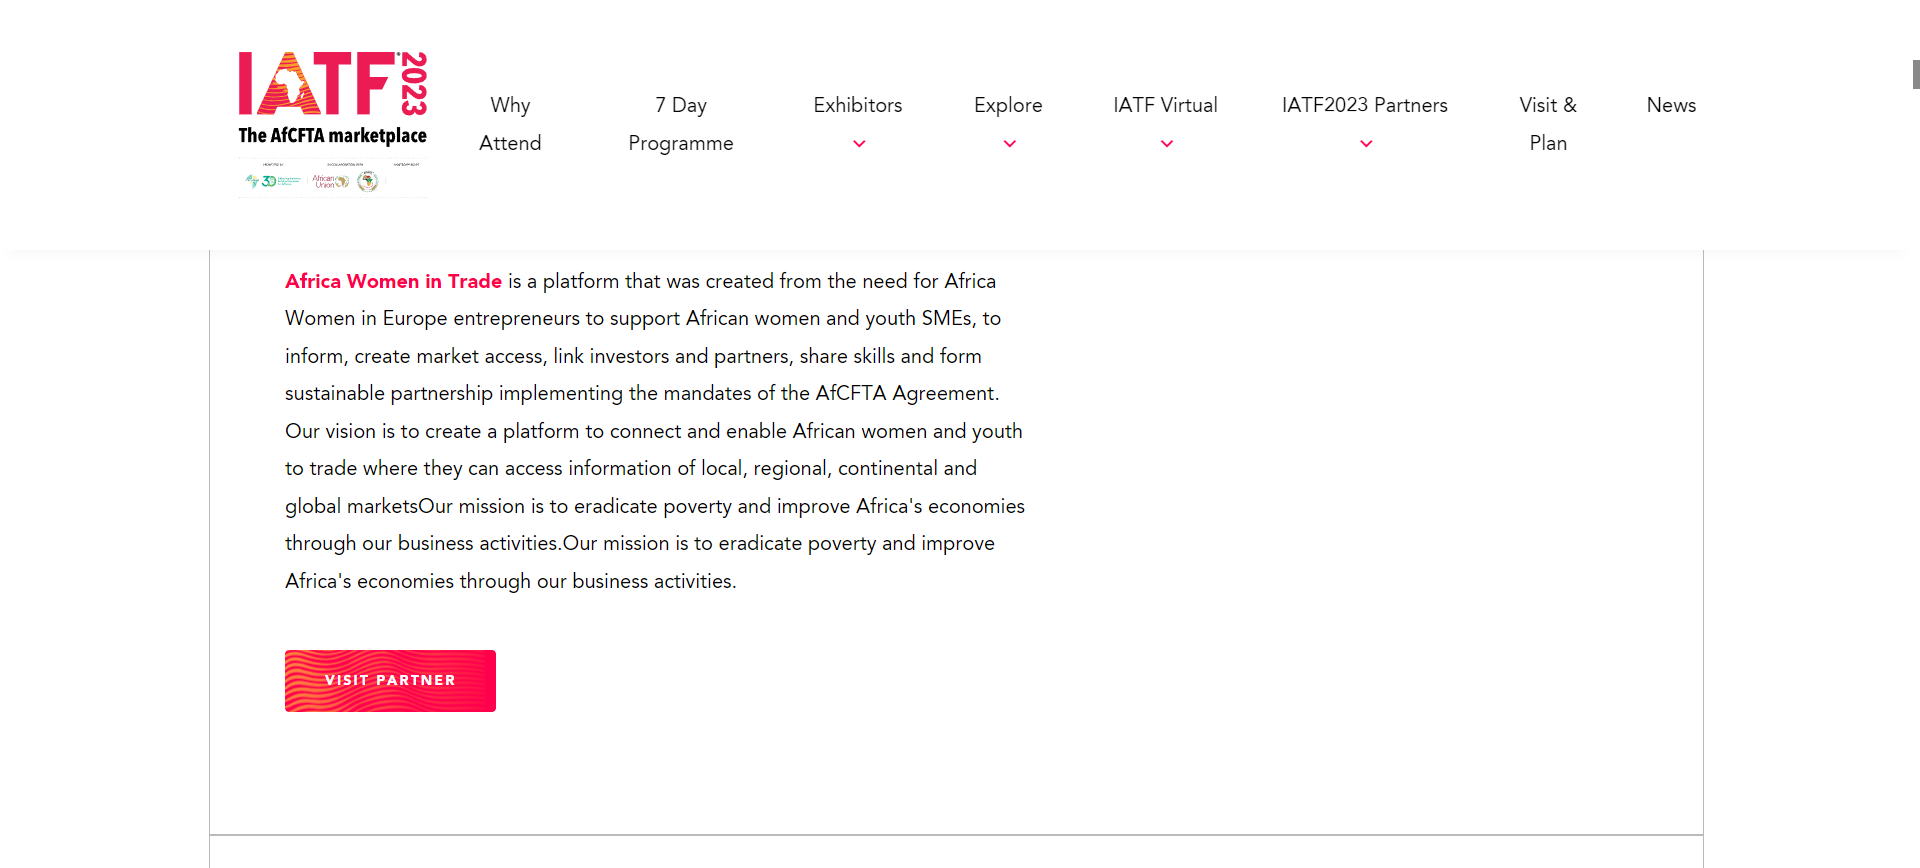 IATF 2023
The AfCFTA marketplace
African Union
Why Attend
7 Day Programme
Exhibitors
Explore
IATF Virtual
IATF2023 Partners
Visit & Plan
News
Africa Women in Trade is a platform that was created from the need for Africa
Women in Europe entrepreneurs to support African women and youth SMEs, to
inform, create market access, link investors and partners, share skills and form
sustainable partnership implementing the mandates of the AfCFTA Agreement.
Our vision is to create a platform to connect and enable African women and youth
to trade where they can access information of local, regional, continental and
global marketsOur mission is to eradicate poverty and improve Africa's economies
through our business activities.Our mission is to eradicate poverty and improve
Africa's economies through our business activities.
VISIT PARTNER